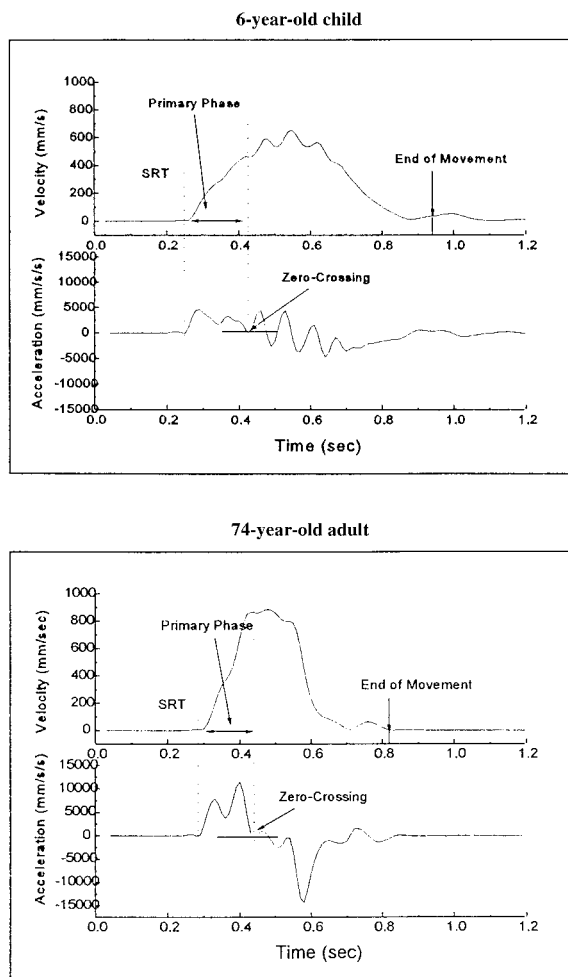 6-year-old child
Velocity (mm/s)
1000
800
600
400
200
0
Primary Phase
SRT
End of Movement
0.0 0.2 0.4 0.6 0.8 1.0 1.2
Acceleration (mm/s/s)
15000
10000
5000
0
-5000
-10000
-15000
Zero-Crossing
0.0 0.2 0.4 0.6 0.8 1.0 1.2
Time (sec)
74-year-old adult
Velocity (mm/sec)
1000
800
600
400
200
0
Primary Phase
SRT
End of Movement
0.0 0.2 0.4 0.6 0.8 1.0 1.2
Acceleration (mm/s/s)
15000
10000
5000
0
-5000
-10000
-15000
Zero-Crossing
0.0 0.2 0.4 0.6 0.8 1.0 1.2
Time (sec)